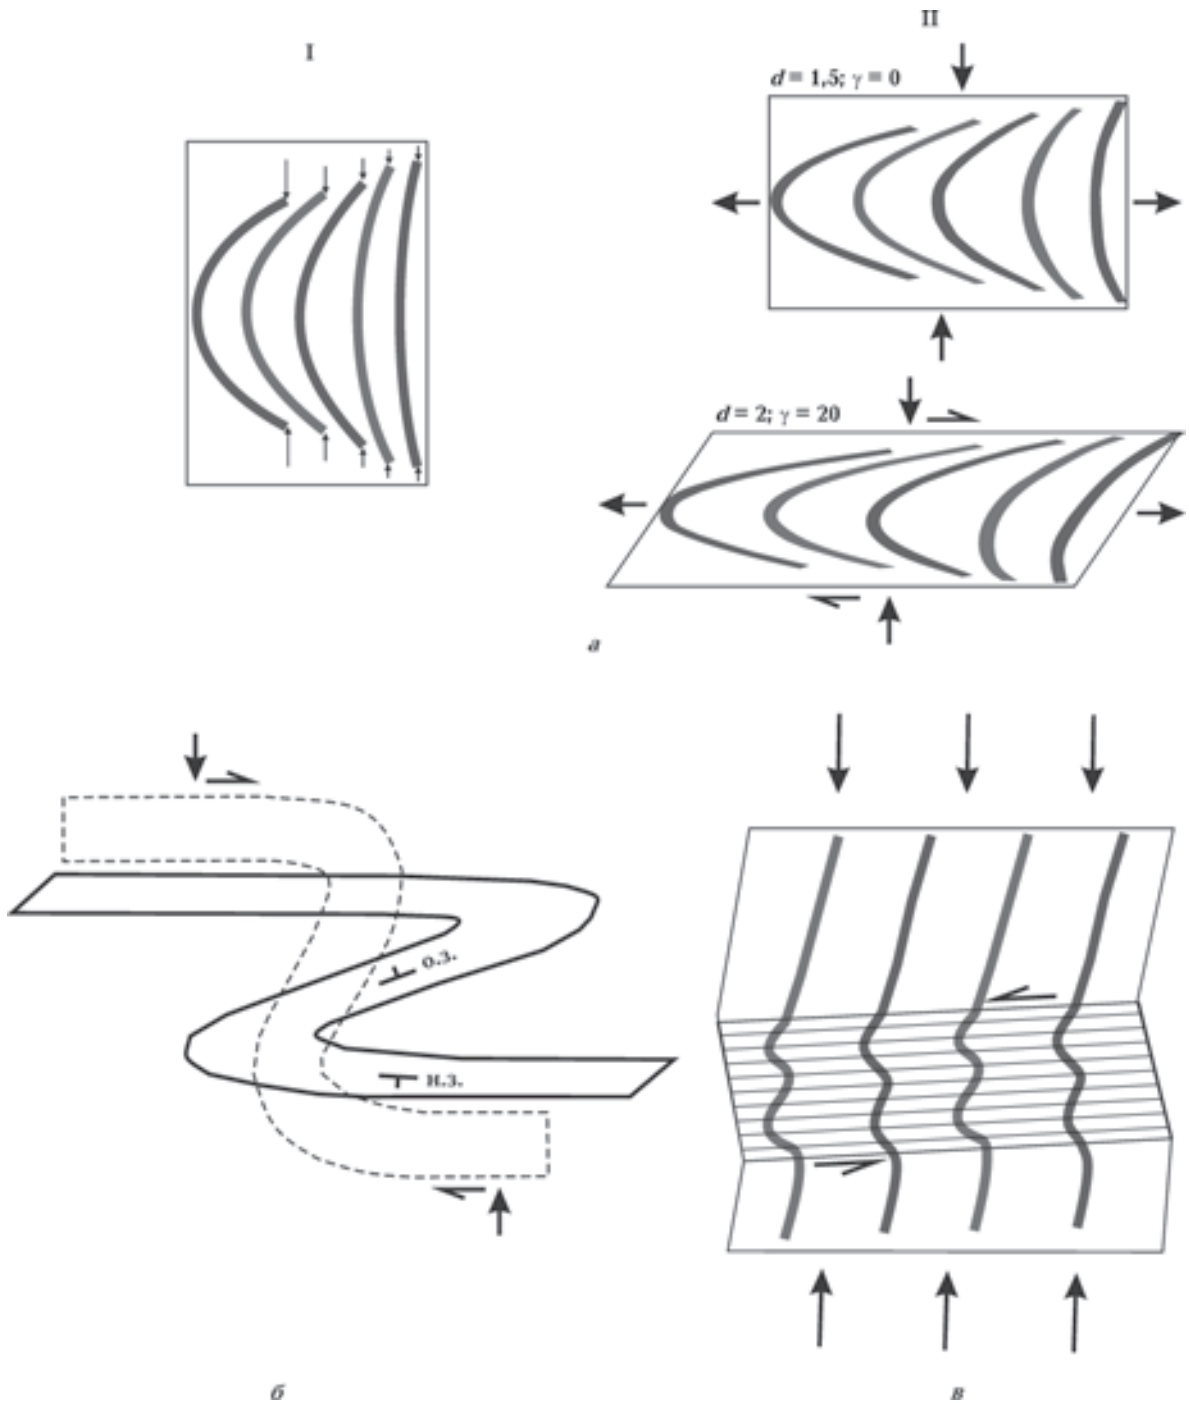 I
II
d = 1,5; γ = 0
d = 2; γ = 20
а
о.з.
н.з.
б
в